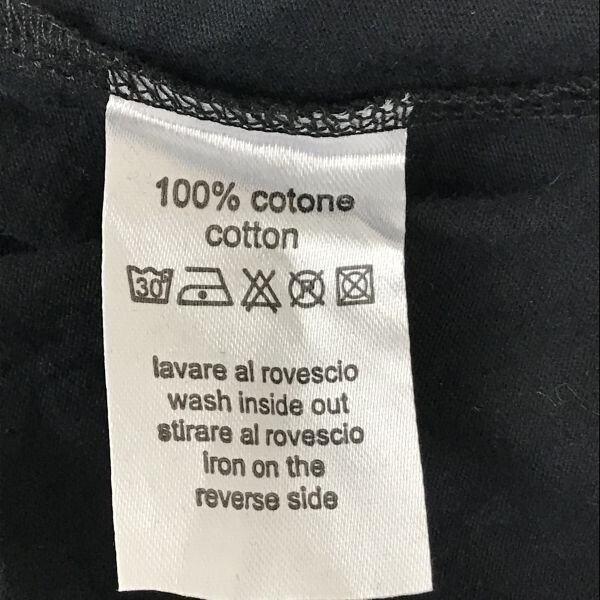 100% cotone
cotton
30°
lavare al rovescio
wash inside out
stirare al rovescio
iron on the
reverse side